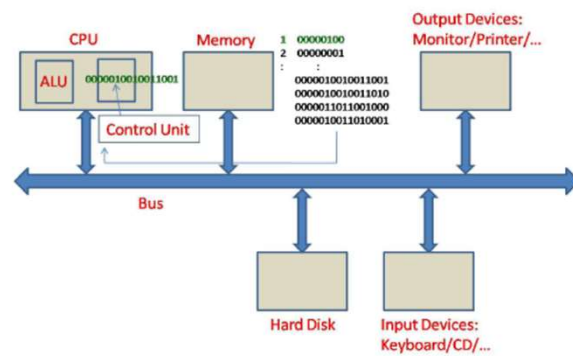 CPU
Memory
1 00000100
2 00000001
: :
0000010010011001
0000010010011010
0000011011001000
0000010011010001
Output Devices:
Monitor/Printer/...
ALU
0000010010011001
Control Unit
Bus
Hard Disk
Input Devices:
Keyboard/CD/...